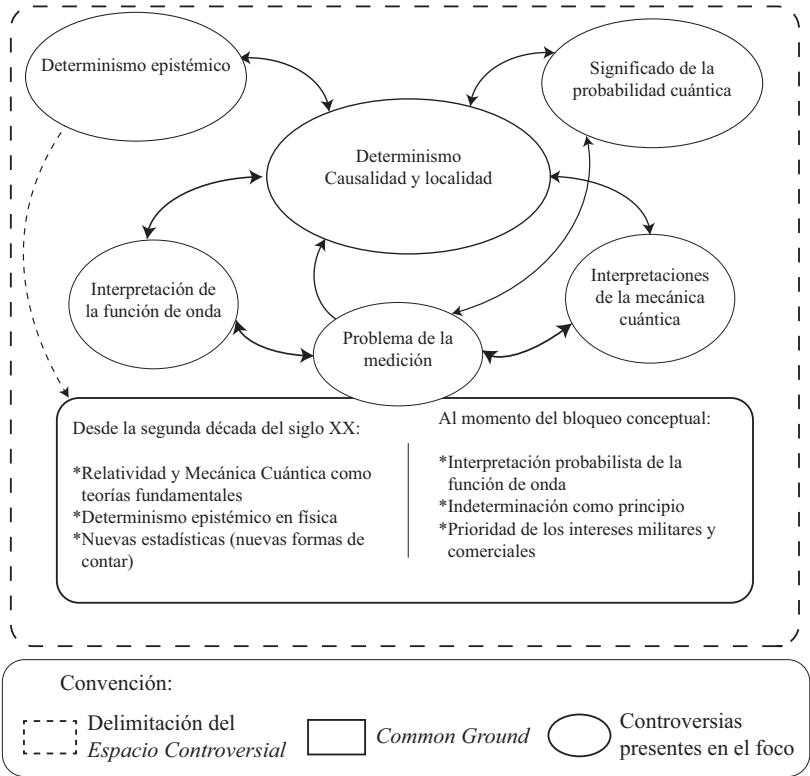 Determinismo epistémico
Significado de la
probabilidad cuántica
Determinismo
Causalidad y localidad
Interpretación de
la función de onda
Interpretaciones
de la mecánica
cuántica
Problema de la
medición
Desde la segunda década del siglo XX:
*Relatividad y Mecánica Cuántica como
teorías fundamentales
*Determinismo epistémico en física
*Nuevas estadísticas (nuevas formas de
contar)
Al momento del bloqueo conceptual:
*Interpretación probabilista de la
función de onda
*Indeterminación como principio
*Prioridad de los intereses militares y
comerciales
Convención:
Delimitación del
Espacio Controversial
Common Ground
Controversias
presentes en el foco